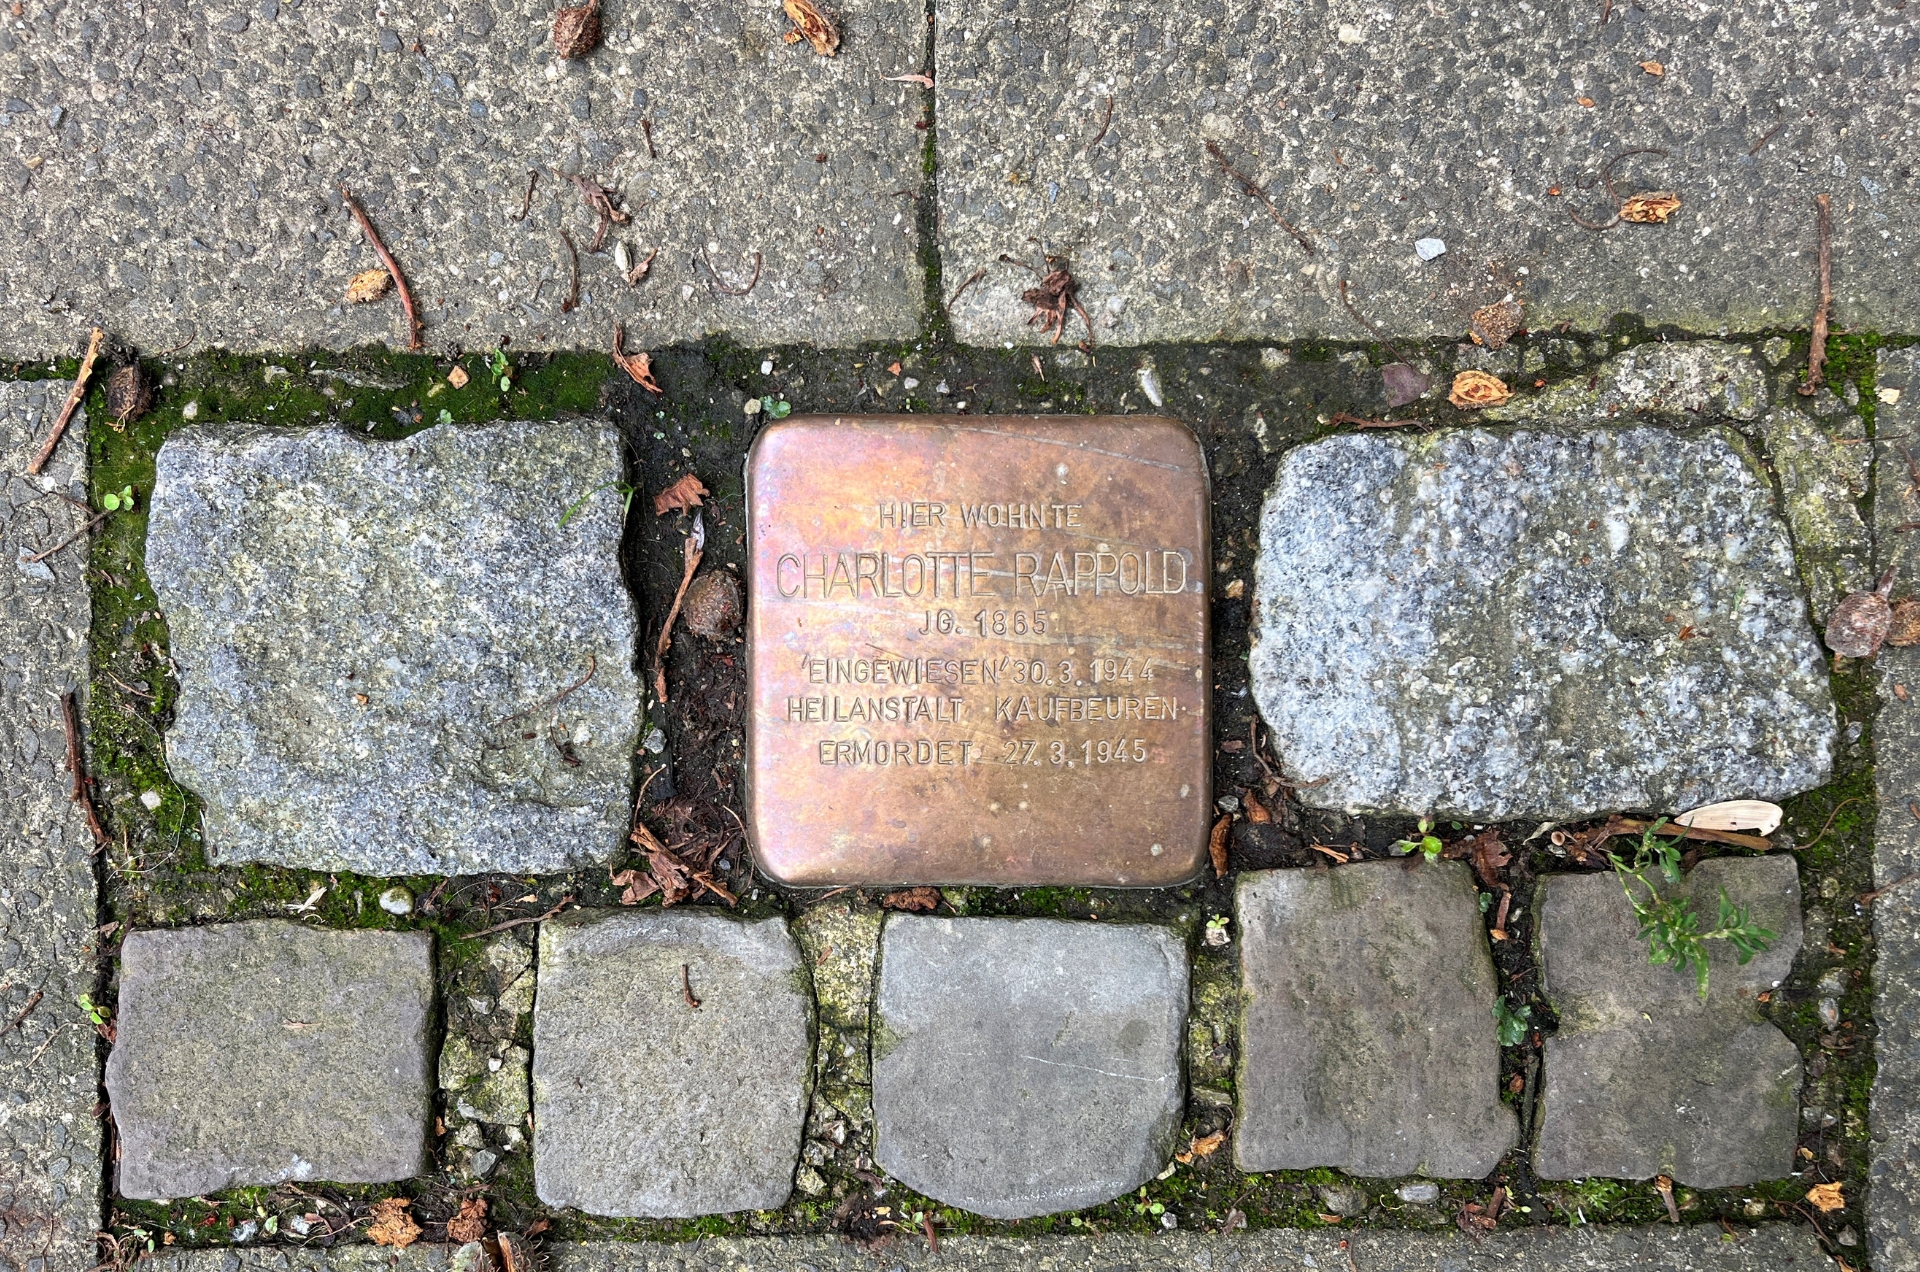 HIER WOHNTE
CHARLOTTE RAPPOLD
JG. 1865
'EINGEWIESEN' 30.3.1944
HEILANSTALT KAUFBEUREN
ERMORDET 27.3.1945